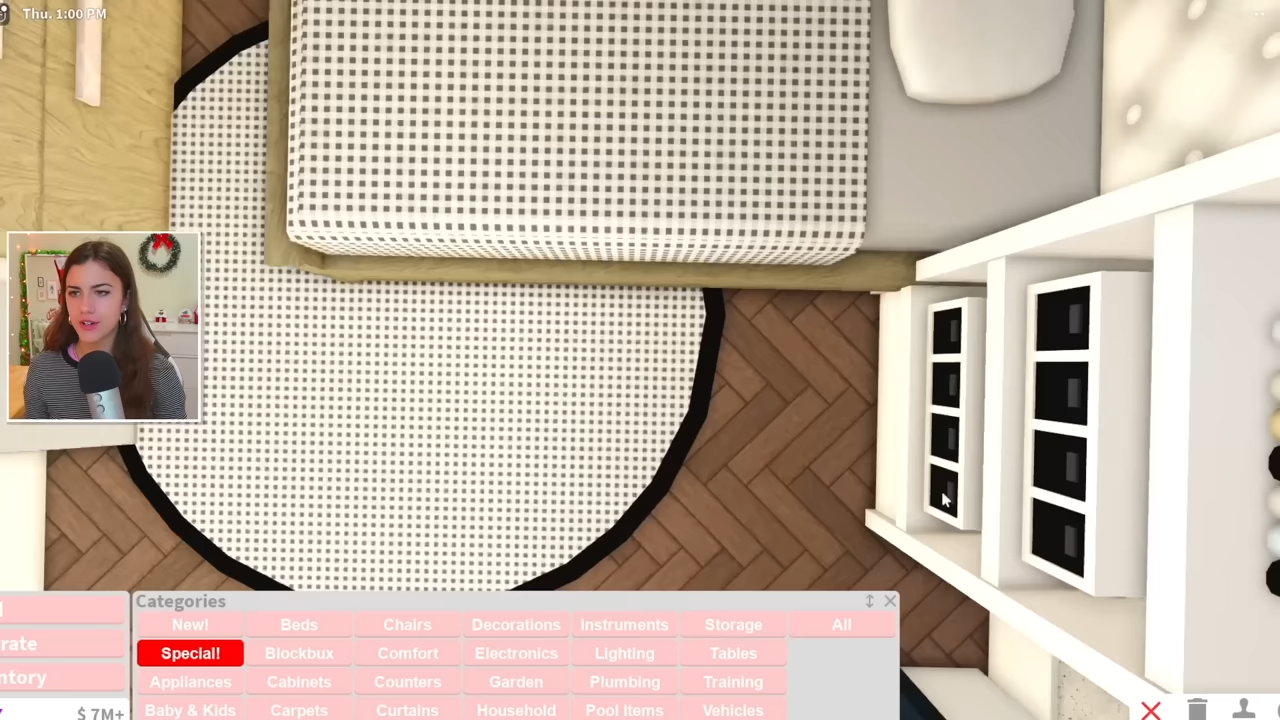 Thu. 1:00 PM
Categories
New! Beds Chairs Decorations Instruments Storage All
Special! Blockbux Comfort Electronics Lighting Tables
rate
Appliances Cabinets Counters Garden Plumbing Training
ntory
Baby & Kids Carpets Curtains Household Pool Items Vehicles
$ 7M+